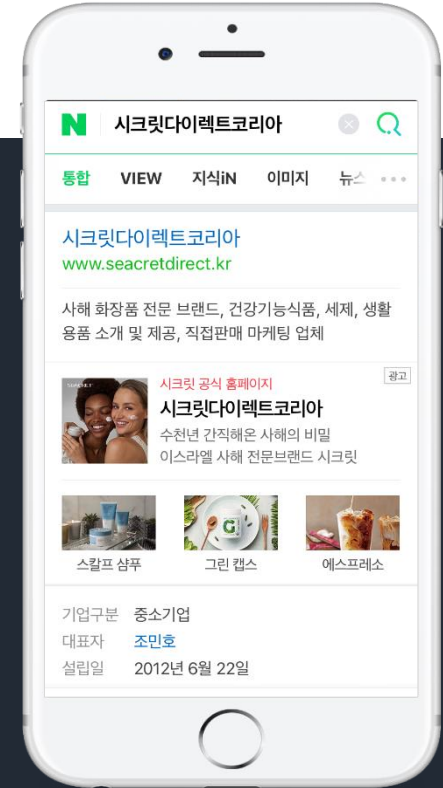 N 시크릿다이렉트코리아
통합 VIEW 지식iN 이미지 뉴스
시크릿다이렉트코리아
www.seacretdirect.kr
사해 화장품 전문 브랜드, 건강기능식품, 세제, 생활
용품 소개 및 제공, 직접판매 마케팅 업체
SEACRET
시크릿 공식 홈페이지
광고
시크릿다이렉트코리아
수천년 간직해온 사해의 비밀
이스라엘 사해 전문브랜드 시크릿
스칼프 샴푸 그린 캡스 에스프레소
기업구분 중소기업
대표자 조민호
설립일 2012년 6월 22일